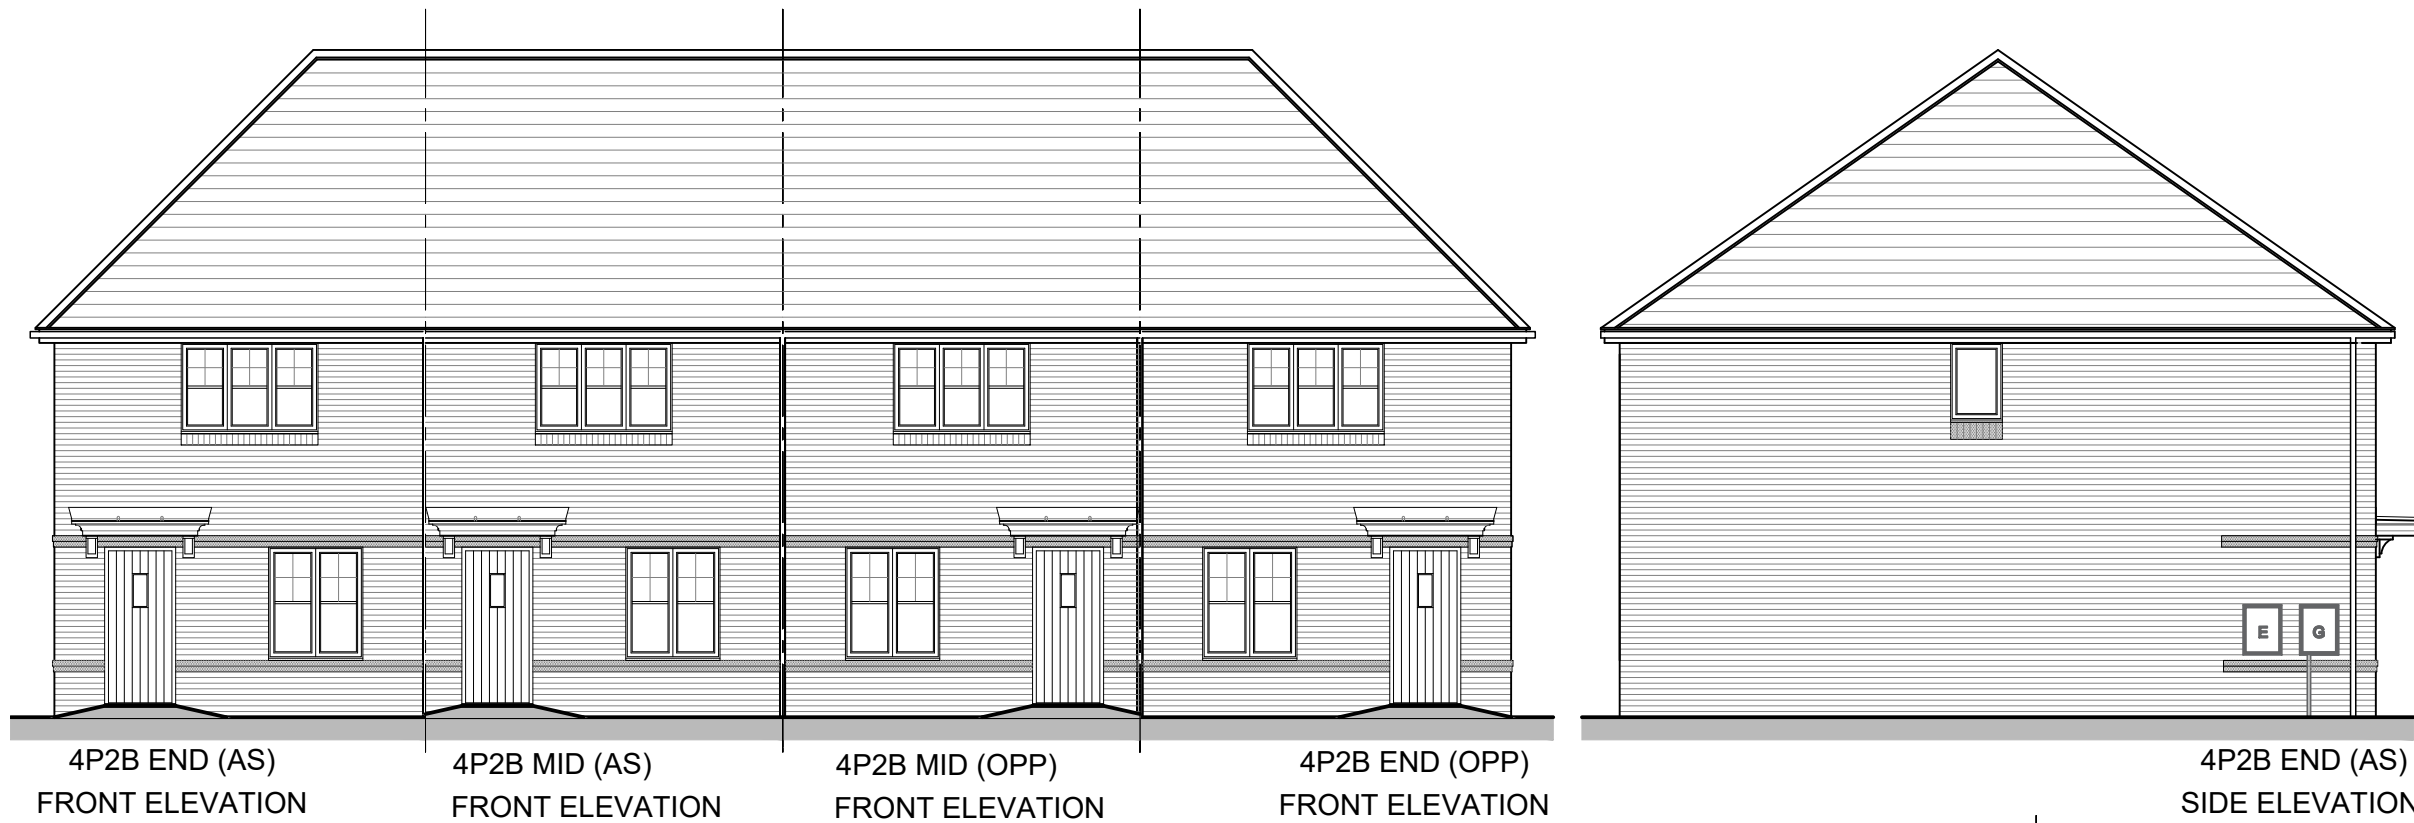 E G
4P2B END (AS)
FRONT ELEVATION
4P2B MID (AS)
FRONT ELEVATION
4P2B MID (OPP)
FRONT ELEVATION
4P2B END (OPP)
FRONT ELEVATION
4P2B END (AS)
SIDE ELEVATION